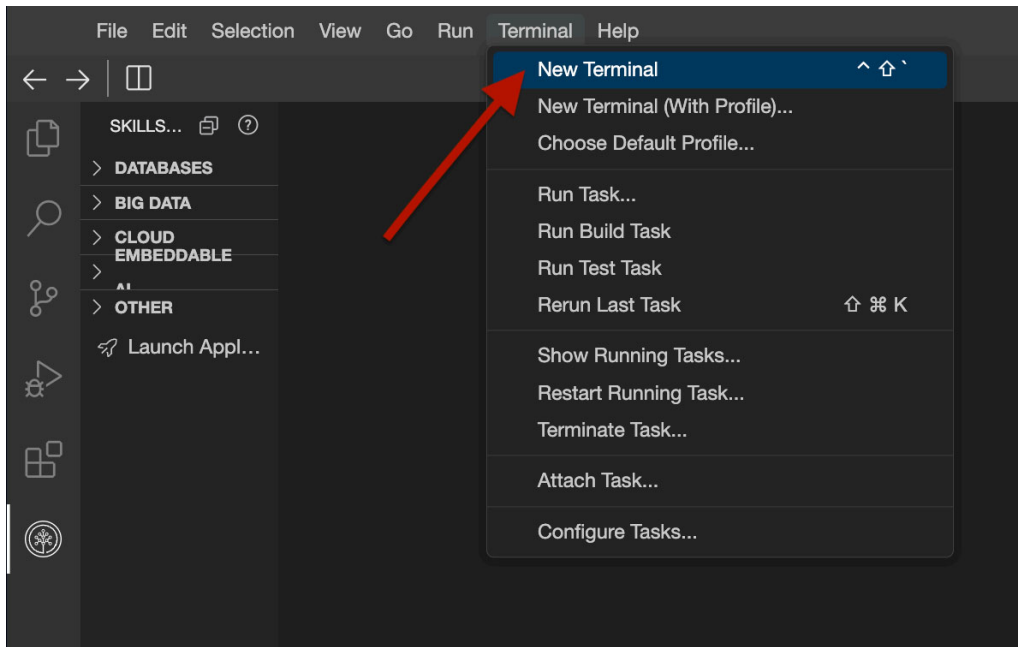 File Edit Selection View Go Run Terminal Help
New Terminal ^ ⇧ `
New Terminal (With Profile)...
Choose Default Profile...
Run Task...
Run Build Task
Run Test Task
Rerun Last Task ⇧ ⌘ K
Show Running Tasks...
Restart Running Task...
Terminate Task...
Attach Task...
Configure Tasks...
SKILLS...
DATABASES
BIG DATA
CLOUD
EMBEDDABLE
AI
OTHER
Launch Appl...